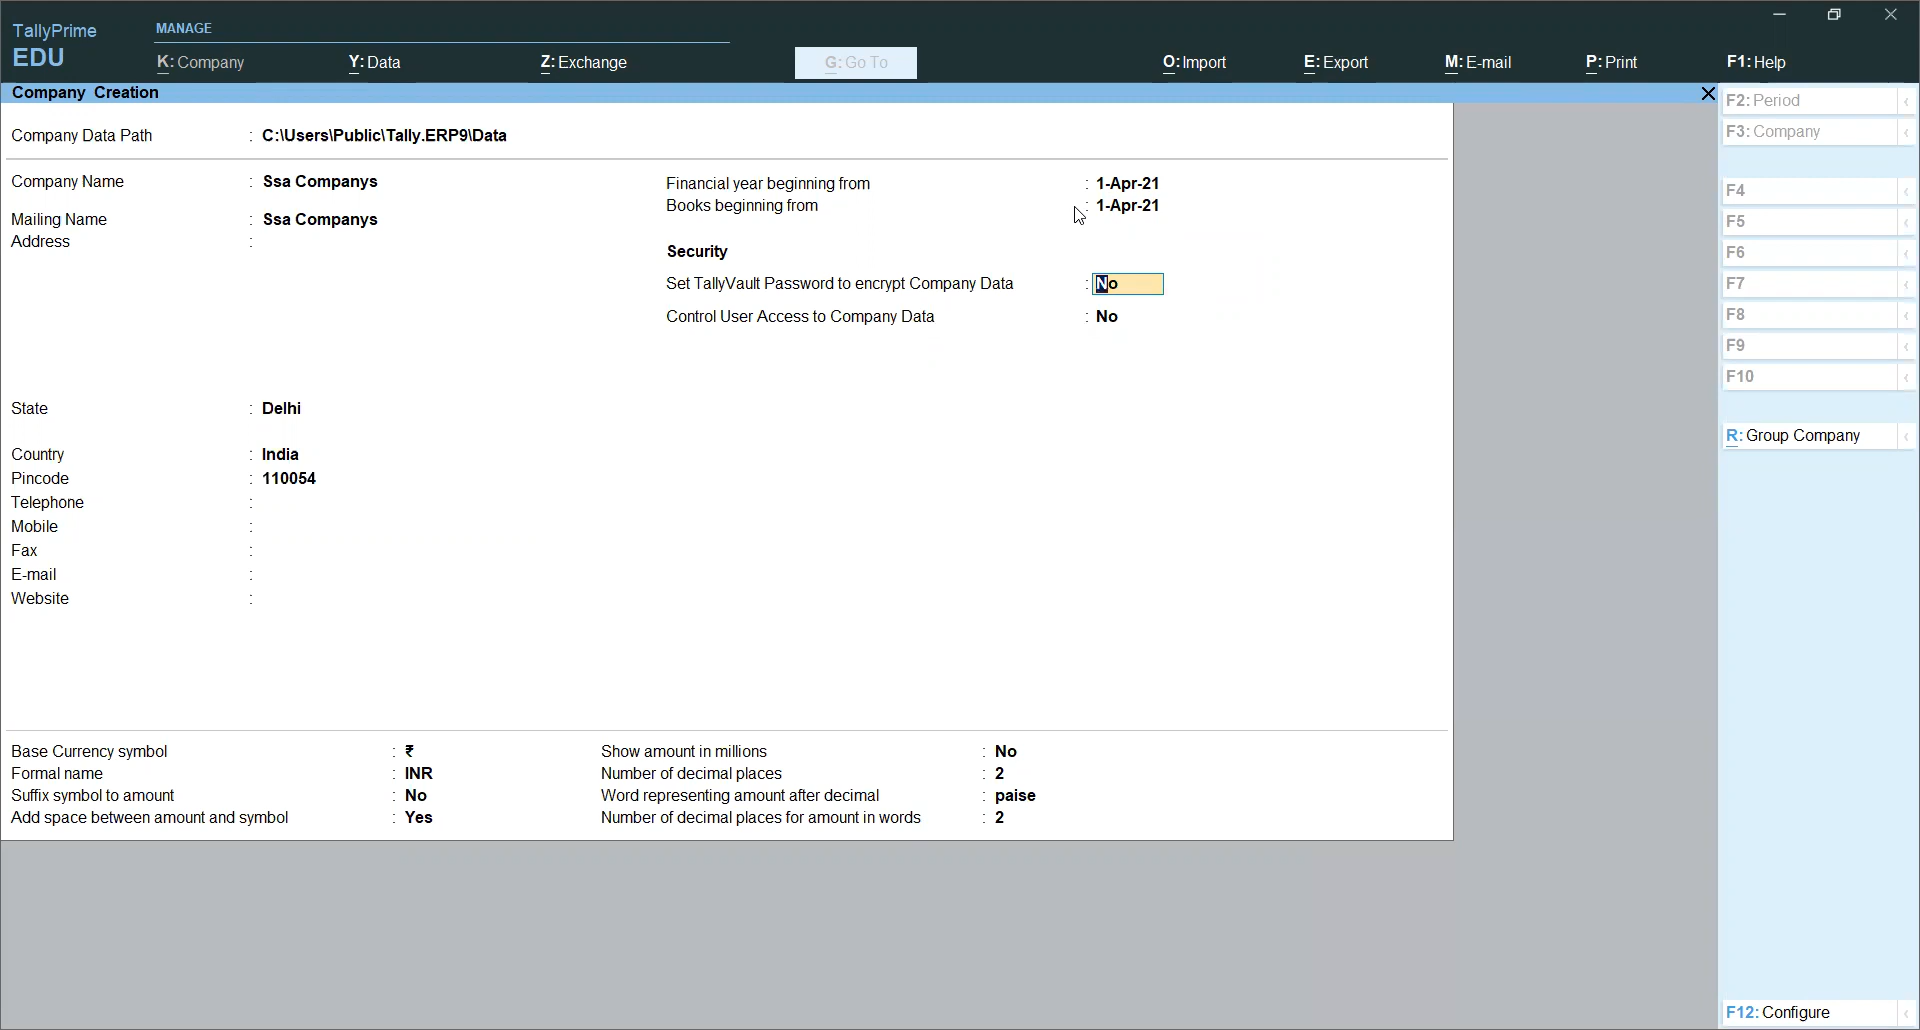 TallyPrime
EDU
MANAGE
K: Company
Y: Data
Z: Exchange
G: Go To
O: Import
E: Export
M: E-mail
P: Print
F1: Help
Company Creation
Company Data Path : C:\Users\Public\Tally.ERP9\Data
Company Name : Ssa Companys
Mailing Name : Ssa Companys
Address :
State : Delhi
Country : India
Pincode : 110054
Telephone :
Mobile :
Fax :
E-mail :
Website :
Financial year beginning from : 1-Apr-21
Books beginning from : 1-Apr-21
Security
Set TallyVault Password to encrypt Company Data : No
Control User Access to Company Data : No
Base Currency symbol : ₹
Formal name : INR
Suffix symbol to amount : No
Add space between amount and symbol : Yes
Show amount in millions : No
Number of decimal places : 2
Word representing amount after decimal : paise
Number of decimal places for amount in words : 2
F2: Period
F3: Company
F4
F5
F6
F7
F8
F9
F10
R: Group Company
F12: Configure